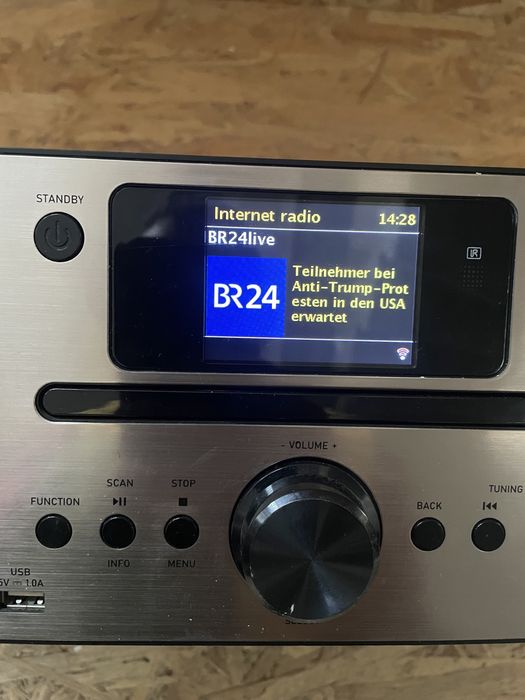 STANDBY
Internet radio 14:28
BR24live
BR24
Teilnehmer bei
Anti-Trump-Prot
esten in den USA
erwartet
IR
- VOLUME +
SCAN
STOP
FUNCTION
BACK
TUNING
INFO
MENU
USB
5V 1.0A